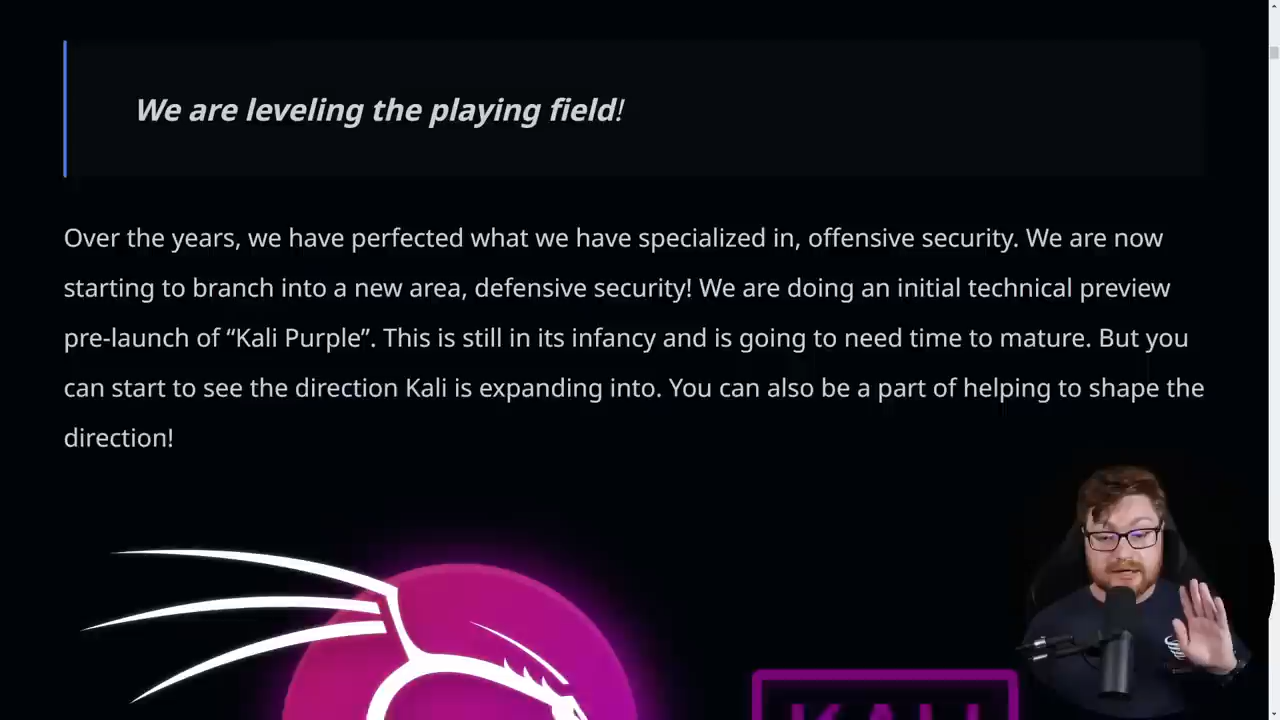 We are leveling the playing field!
Over the years, we have perfected what we have specialized in, offensive security. We are now
starting to branch into a new area, defensive security! We are doing an initial technical preview
pre-launch of “Kali Purple”. This is still in its infancy and is going to need time to mature. But you
can start to see the direction Kali is expanding into. You can also be a part of helping to shape the
direction!
KALI